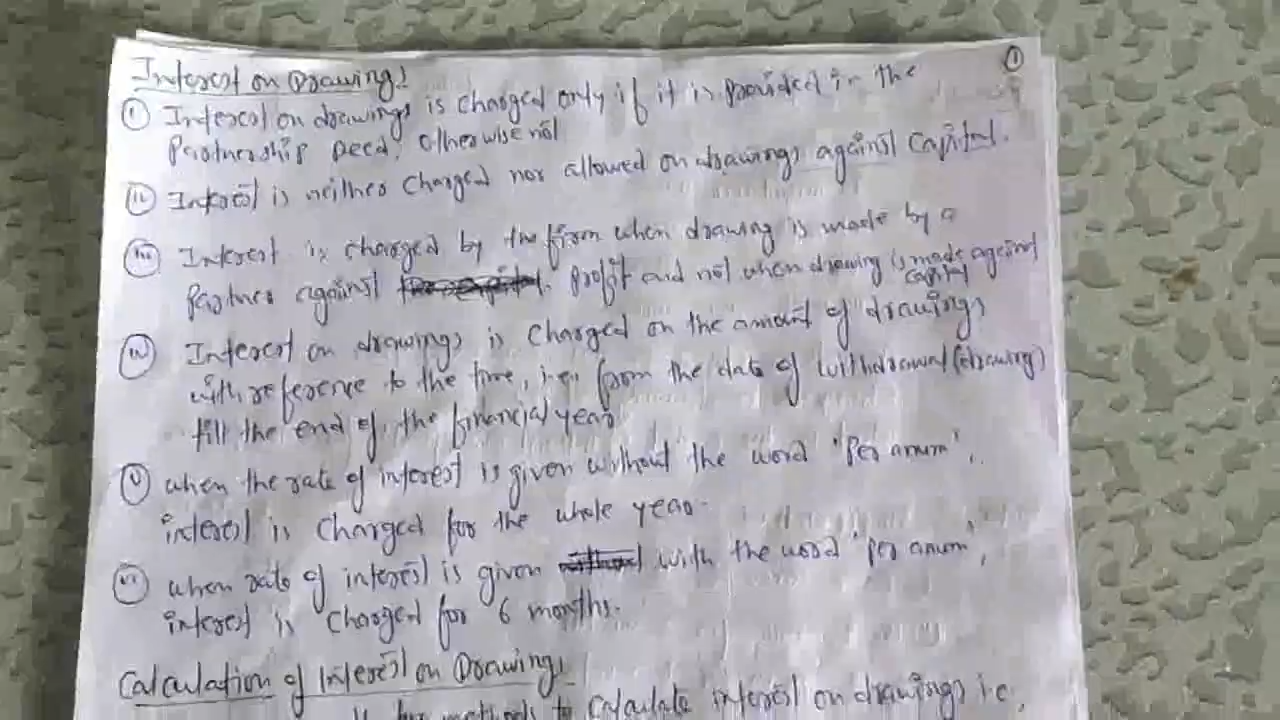 ①
Interest on Drawings:
① Interest on drawings is charged only if it is provided in the
Partnership Deed. Otherwise not
ⅱ Interest is neither charged nor allowed on drawings against Capital.
ⅲ Interest is charged by the firm when drawing is made by a
Partner against profit and not when drawing is made against
capital
ⅳ Interest on drawings is charged on the amount of drawings
with reference to the time, i.e. from the date of withdrawal (drawing)
till the end of the financial year
ⅴ when the rate of interest is given without the word 'Per anum',
interest is charged for the whole year.
ⅵ when rate of interest is given with the word 'per anum',
interest is charged for 6 months.
Calculation of Interest on Drawings
methods to calculate interest on drawings i.e.